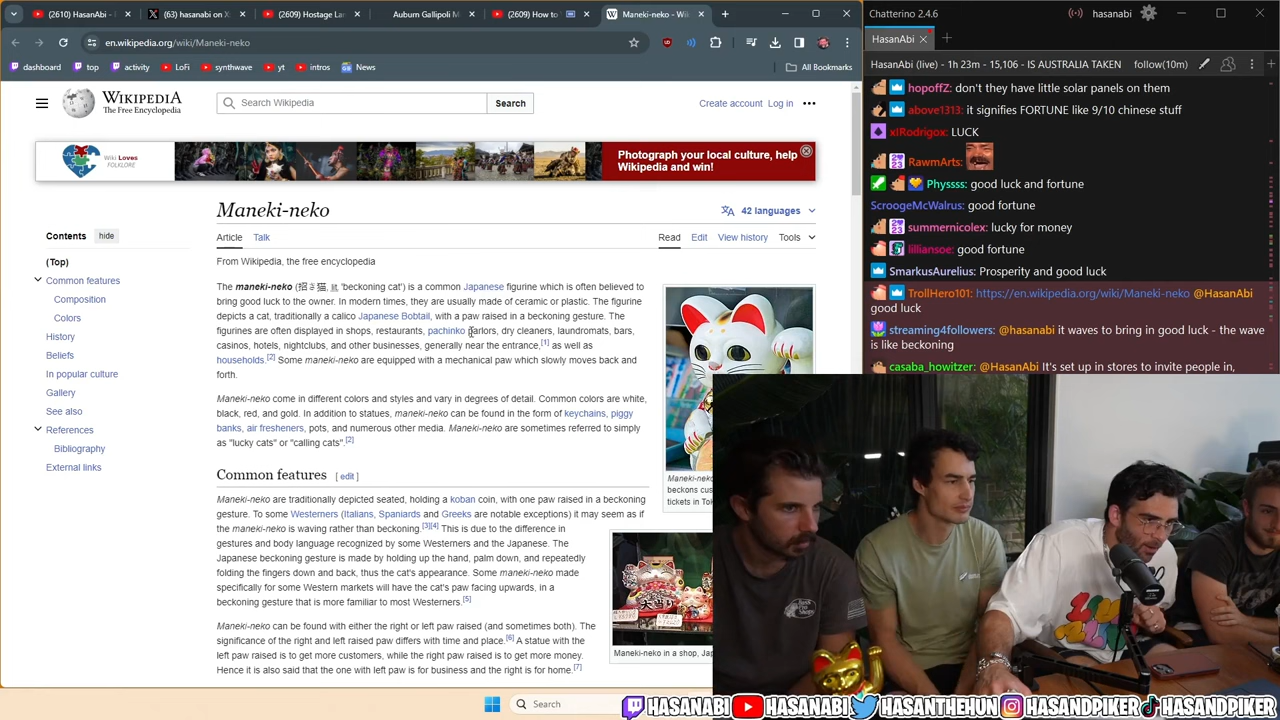 (2610) HasanAbi -
(63) hasanabi on X
(2609) Hostage Lan
Auburn Gallipoli M
(2609) How to
Maneki-neko - Wi
en.wikipedia.org/wiki/Maneki-neko
dashboard
top
activity
LoFi
synthwave
yt
intros
News
All Bookmarks
WIKIPEDIA
The Free Encyclopedia
Search Wikipedia
Search
Create account
Log in
Wiki Loves
FOLKLORE
Photograph your local culture, help
Wikipedia and win!
Contents
hide
(Top)
Common features
Composition
Colors
History
Beliefs
In popular culture
Gallery
See also
References
Bibliography
External links
Maneki-neko
42 languages
Article
Talk
Read
Edit
View history
Tools
From Wikipedia, the free encyclopedia
The maneki-neko (招き猫, lit. 'beckoning cat') is a common Japanese figurine which is often believed to
bring good luck to the owner. In modern times, they are usually made of ceramic or plastic. The figurine
depicts a cat, traditionally a calico Japanese Bobtail, with a paw raised in a beckoning gesture. The
figurines are often displayed in shops, restaurants, pachinko parlors, dry cleaners, laundromats, bars,
casinos, hotels, nightclubs, and other businesses, generally near the entrance,[1] as well as
households.[2] Some maneki-neko are equipped with a mechanical paw which slowly moves back and
forth.
Maneki-neko come in different colors and styles and vary in degrees of detail. Common colors are white,
black, red, and gold. In addition to statues, maneki-neko can be found in the form of keychains, piggy
banks, air fresheners, pots, and numerous other media. Maneki-neko are sometimes referred to simply
as "lucky cats" or "calling cats".[2]
Common features
[ edit ]
Maneki-neko are traditionally depicted seated, holding a koban coin, with one paw raised in a beckoning
gesture. To some Westerners (Italians, Spaniards and Greeks are notable exceptions) it may seem as if
the maneki-neko is waving rather than beckoning.[3][4] This is due to the difference in
gestures and body language recognized by some Westerners and the Japanese. The
Japanese beckoning gesture is made by holding up the hand, palm down, and repeatedly
folding the fingers down and back, thus the cat's appearance. Some maneki-neko made
specifically for some Western markets will have the cat's paw facing upwards, in a
beckoning gesture that is more familiar to most Westerners.[5]
Maneki-neko can be found with either the right or left paw raised (and sometimes both). The
significance of the right and left raised paw differs with time and place.[6] A statue with the
left paw raised is to get more customers, while the right paw raised is to get more money.
Hence it is also said that the one with left paw is for business and the right is for home.[7]
Maneki-neko
beckons cus
tickets in Tok
Maneki-neko in a shop, Jap
Chatterino 2.4.6
hasanabi
HasanAbi
HasanAbi (live) - 1h 23m - 15,106 - IS AUSTRALIA TAKEN
follow(10m)
hopoffZ: don't they have little solar panels on them
above1313: it signifies FORTUNE like 9/10 chinese stuff
xIRodrigox: LUCK
RawmArts:
Physsss: good luck and fortune
ScroogeMcWalrus: good fortune
summernicolex: lucky for money
lilliansoe: good fortune
SmarkusAurelius: Prosperity and good luck
TrollHero101: https://en.wikipedia.org/wiki/Maneki-neko @HasanAbi
good luck
streaming4followers: @hasanabi it waves to bring in good luck - the wave
is like beckoning
casaba_howitzer: @HasanAbi It's set up in stores to invite people in,
Search
HASANABI
HASANABI
HASANTHEHUN
HASANDPIKER
HASANDPIKER